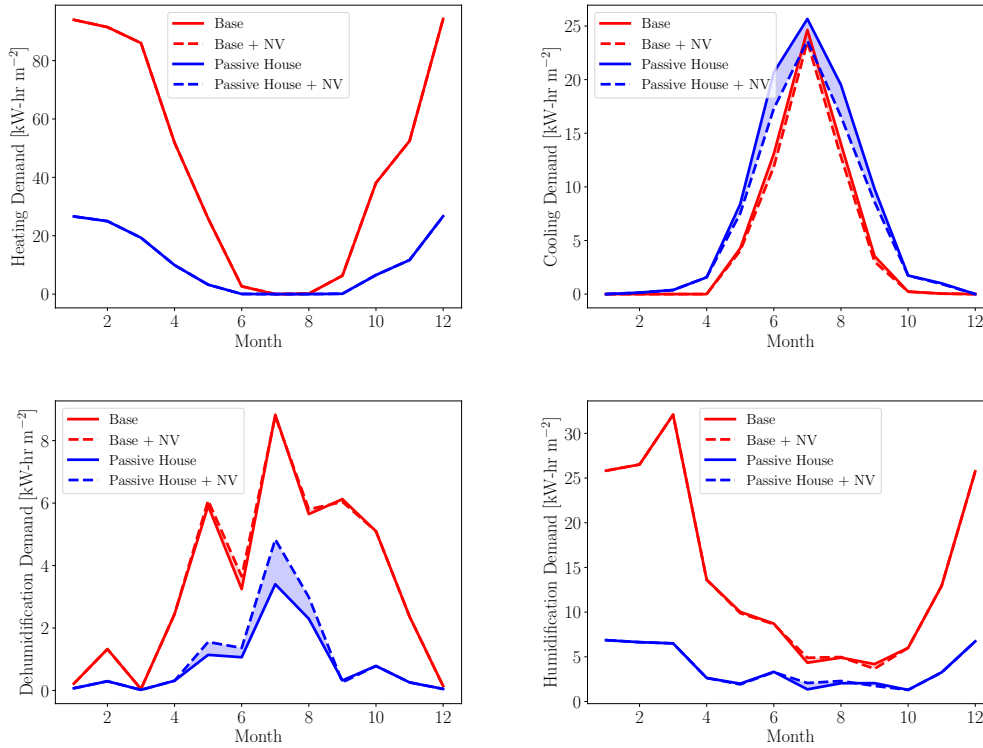 Heating Demand [kW-hr m−2]
80
60
40
20
0
Base
Base + NV
Passive House
Passive House + NV
2 4 6 8 10 12
Month
Cooling Demand [kW-hr m−2]
25
20
15
10
5
0
Base
Base + NV
Passive House
Passive House + NV
2 4 6 8 10 12
Month
Dehumidification Demand [kW-hr m−2]
8
6
4
2
0
Base
Base + NV
Passive House
Passive House + NV
2 4 6 8 10 12
Month
Humidification Demand [kW-hr m−2]
30
25
20
15
10
5
0
Base
Base + NV
Passive House
Passive House + NV
2 4 6 8 10 12
Month